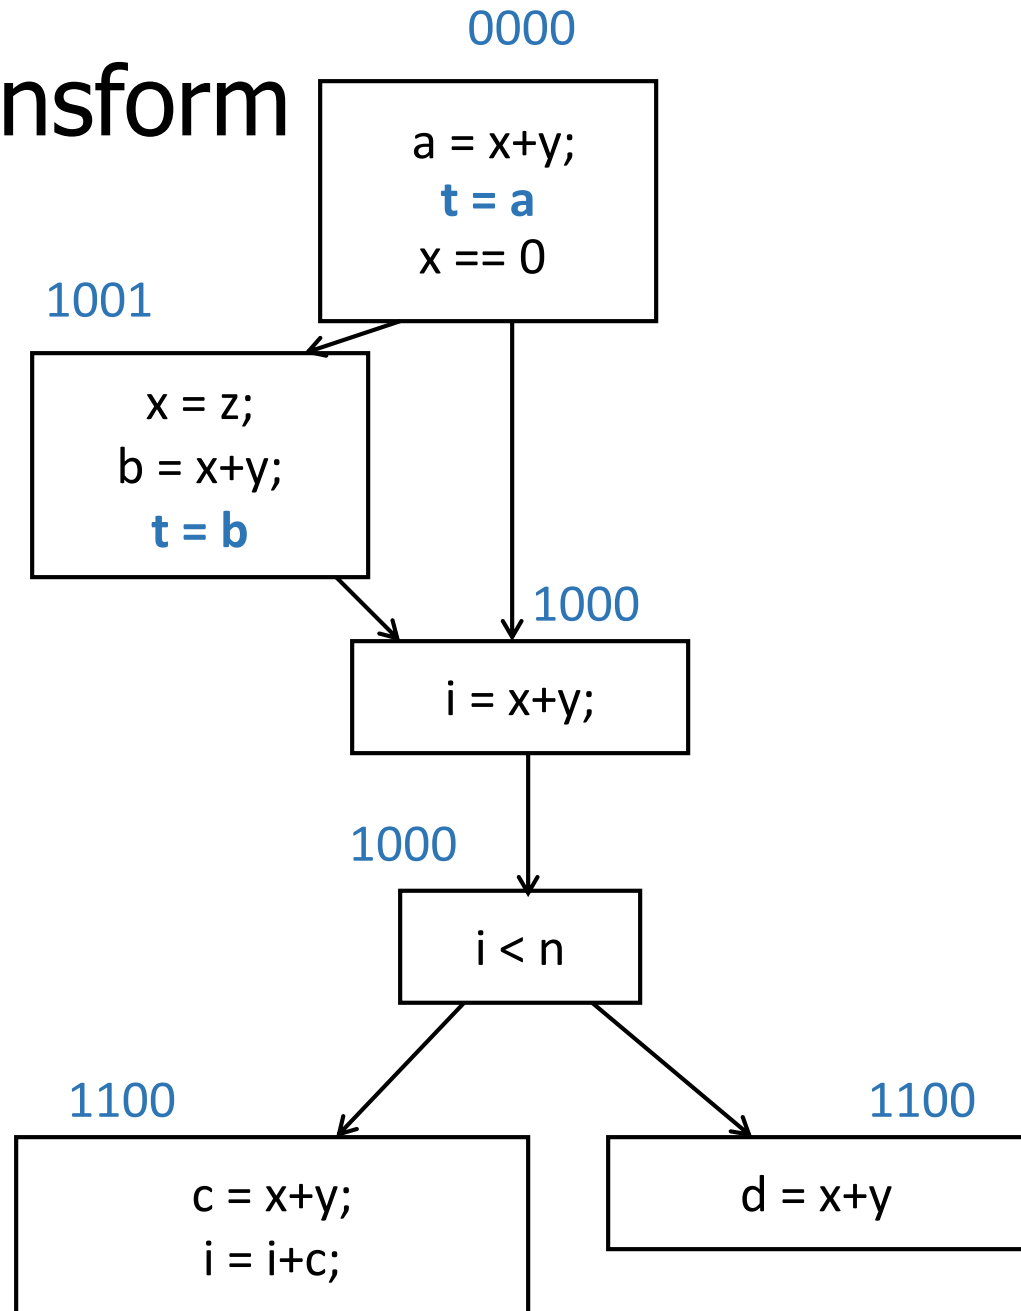 0000
nsform
a = x+y;
t = a
x == 0
1001
x = z;
b = x+y;
t = b
1000
i = x+y;
1000
i < n
1100
1100
c = x+y;
i = i+c;
d = x+y